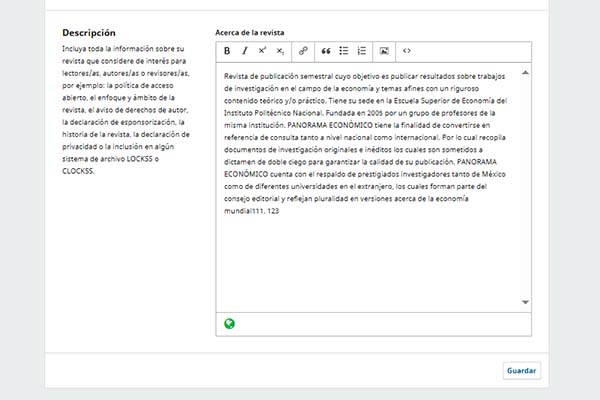 Descripción
Incluya toda la información sobre su
revista que considere de interés para
lectores/as, autores/as o revisores/as,
por ejemplo: la política de acceso
abierto, el enfoque y ámbito de la
revista, el aviso de derechos de autor,
la declaración de esponsorización, la
historia de la revista, la declaración de
privacidad o la inclusión en algún
sistema de archivo LOCKSS o
CLOCKSS.
Acerca de la revista
B I x² x₂
Revista de publicación semestral cuyo objetivo es publicar resultados sobre trabajos
de investigación en el campo de la economía y temas afines con un riguroso
contenido teórico y/o práctico. Tiene su sede en la Escuela Superior de Economía del
Instituto Politécnico Nacional. Fundada en 2005 por un grupo de profesores de la
misma institución. PANORAMA ECONÓMICO tiene la finalidad de convertirse en
referencia de consulta tanto a nivel nacional como internacional. Por lo cual recopila
documentos de investigación originales e inéditos los cuales son sometidos a
dictamen de doble ciego para garantizar la calidad de su publicación. PANORAMA
ECONÓMICO cuenta con el respaldo de prestigiados investigadores tanto de México
como de diferentes universidades en el extranjero, los cuales forman parte del
consejo editorial y reflejan pluralidad en versiones acerca de la economía
mundial111. 123
Guardar